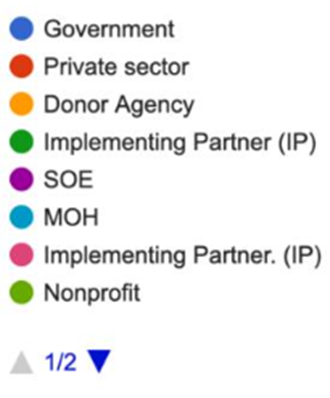 Government
Private sector
Donor Agency
Implementing Partner (IP)
SOE
MOH
Implementing Partner. (IP)
Nonprofit
1/2